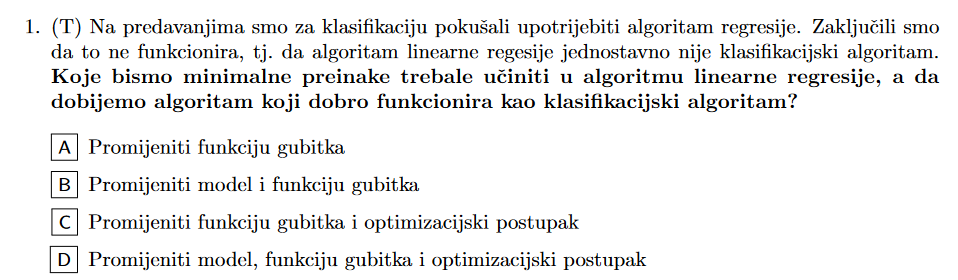 1. (T) Na predavanjima smo za klasifikaciju pokušali upotrijebiti algoritam regresije. Zaključili smo
da to ne funkcionira, tj. da algoritam linearne regesije jednostavno nije klasifikacijski algoritam.
Koje bismo minimalne preinake trebale učiniti u algoritmu linearne regresije, a da
dobijemo algoritam koji dobro funkcionira kao klasifikacijski algoritam?
A Promijeniti funkciju gubitka
B Promijeniti model i funkciju gubitka
C Promijeniti funkciju gubitka i optimizacijski postupak
D Promijeniti model, funkciju gubitka i optimizacijski postupak